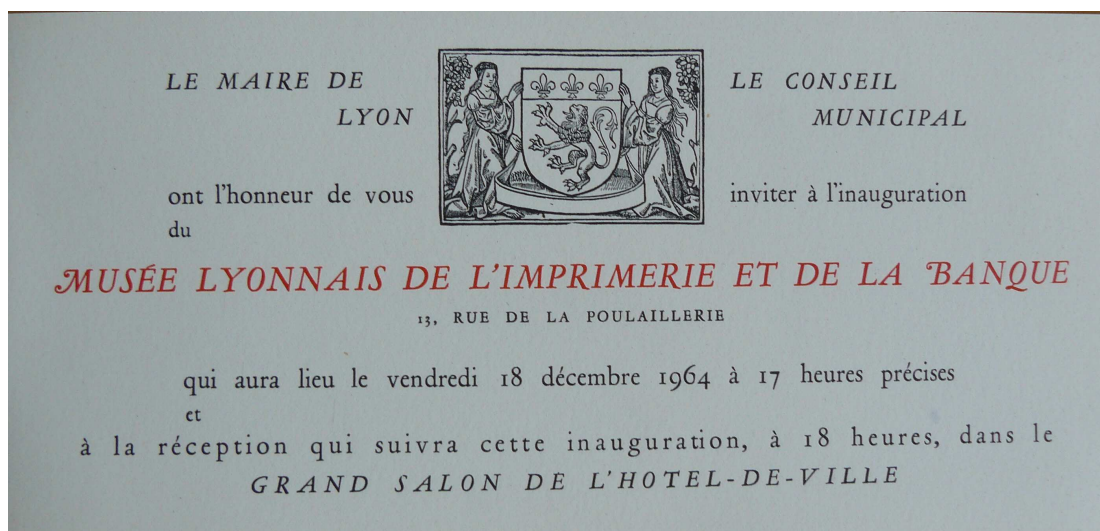 LE MAIRE DE LYON
LE CONSEIL MUNICIPAL
ont l'honneur de vous inviter à l'inauguration
du
MUSÉE LYONNAIS DE L'IMPRIMERIE ET DE LA BANQUE
13, RUE DE LA POULAILLERIE
qui aura lieu le vendredi 18 décembre 1964 à 17 heures précises
et
à la réception qui suivra cette inauguration, à 18 heures, dans le
GRAND SALON DE L'HOTEL-DE-VILLE